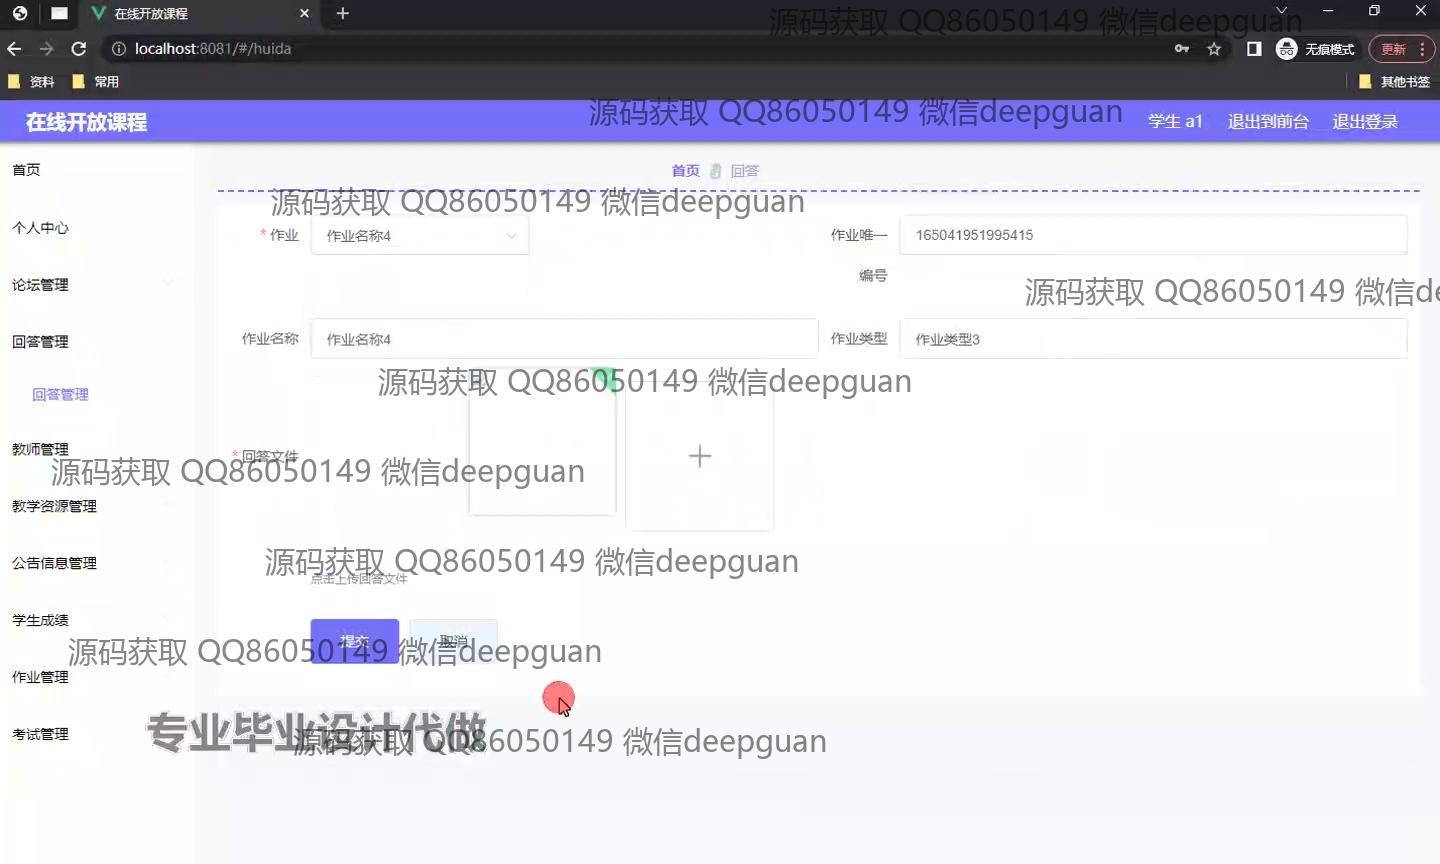 在线开放课程
localhost:8081/#/huida
无痕模式
更新
资料
常用
其他书签
源码获取 QQ86050149 微信deepguan
在线开放课程
源码获取 QQ86050149 微信deepguan
学生 a1
退出到前台
退出登录
首页
首页
回答
源码获取 QQ86050149 微信deepguan
个人中心
* 作业
作业名称4
作业唯一
编号
165041951995415
论坛管理
源码获取 QQ86050149 微信de
回答管理
作业名称
作业名称4
作业类型
作业类型3
源码获取 QQ86050149 微信deepguan
回答管理
教师管理
* 回答文件
源码获取 QQ86050149 微信deepguan
教学资源管理
公告信息管理
源码获取 QQ86050149 微信deepguan
点击上传回答文件
学生成绩
提交
取消
源码获取 QQ86050149 微信deepguan
作业管理
考试管理
专业毕业设计代做
源码获取 QQ86050149 微信deepguan